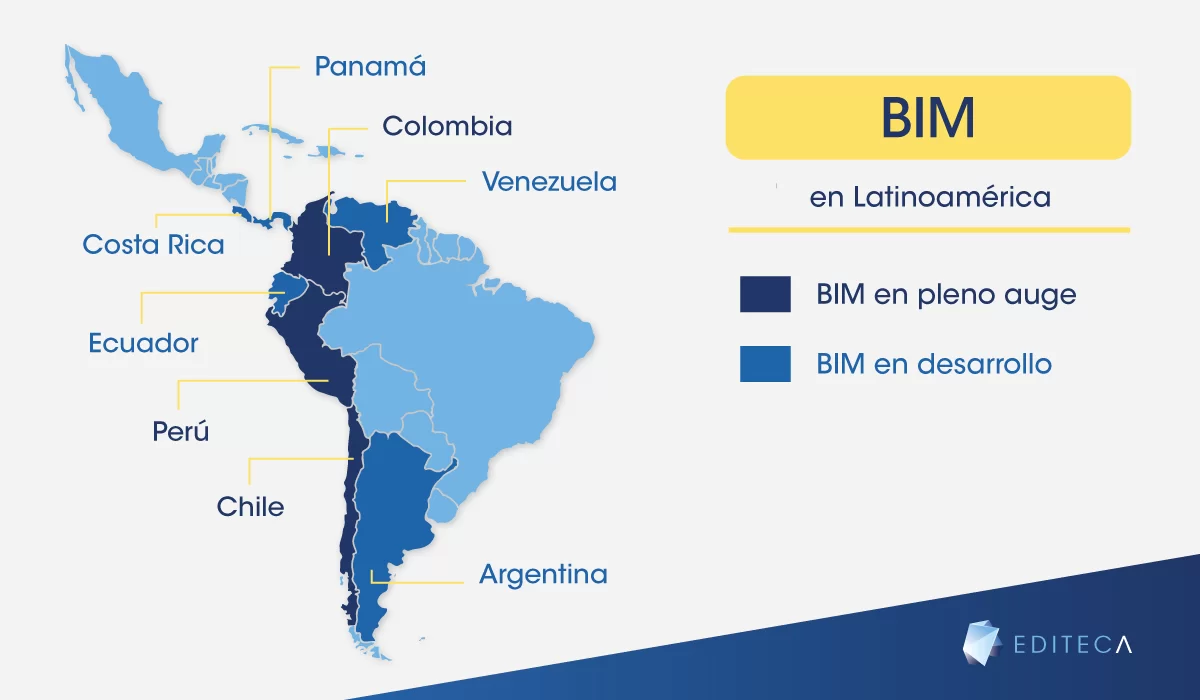 Panamá
Colombia
Venezuela
Costa Rica
Ecuador
Perú
Chile
Argentina
BIM
en Latinoamérica
BIM en pleno auge
BIM en desarrollo
EDITECA